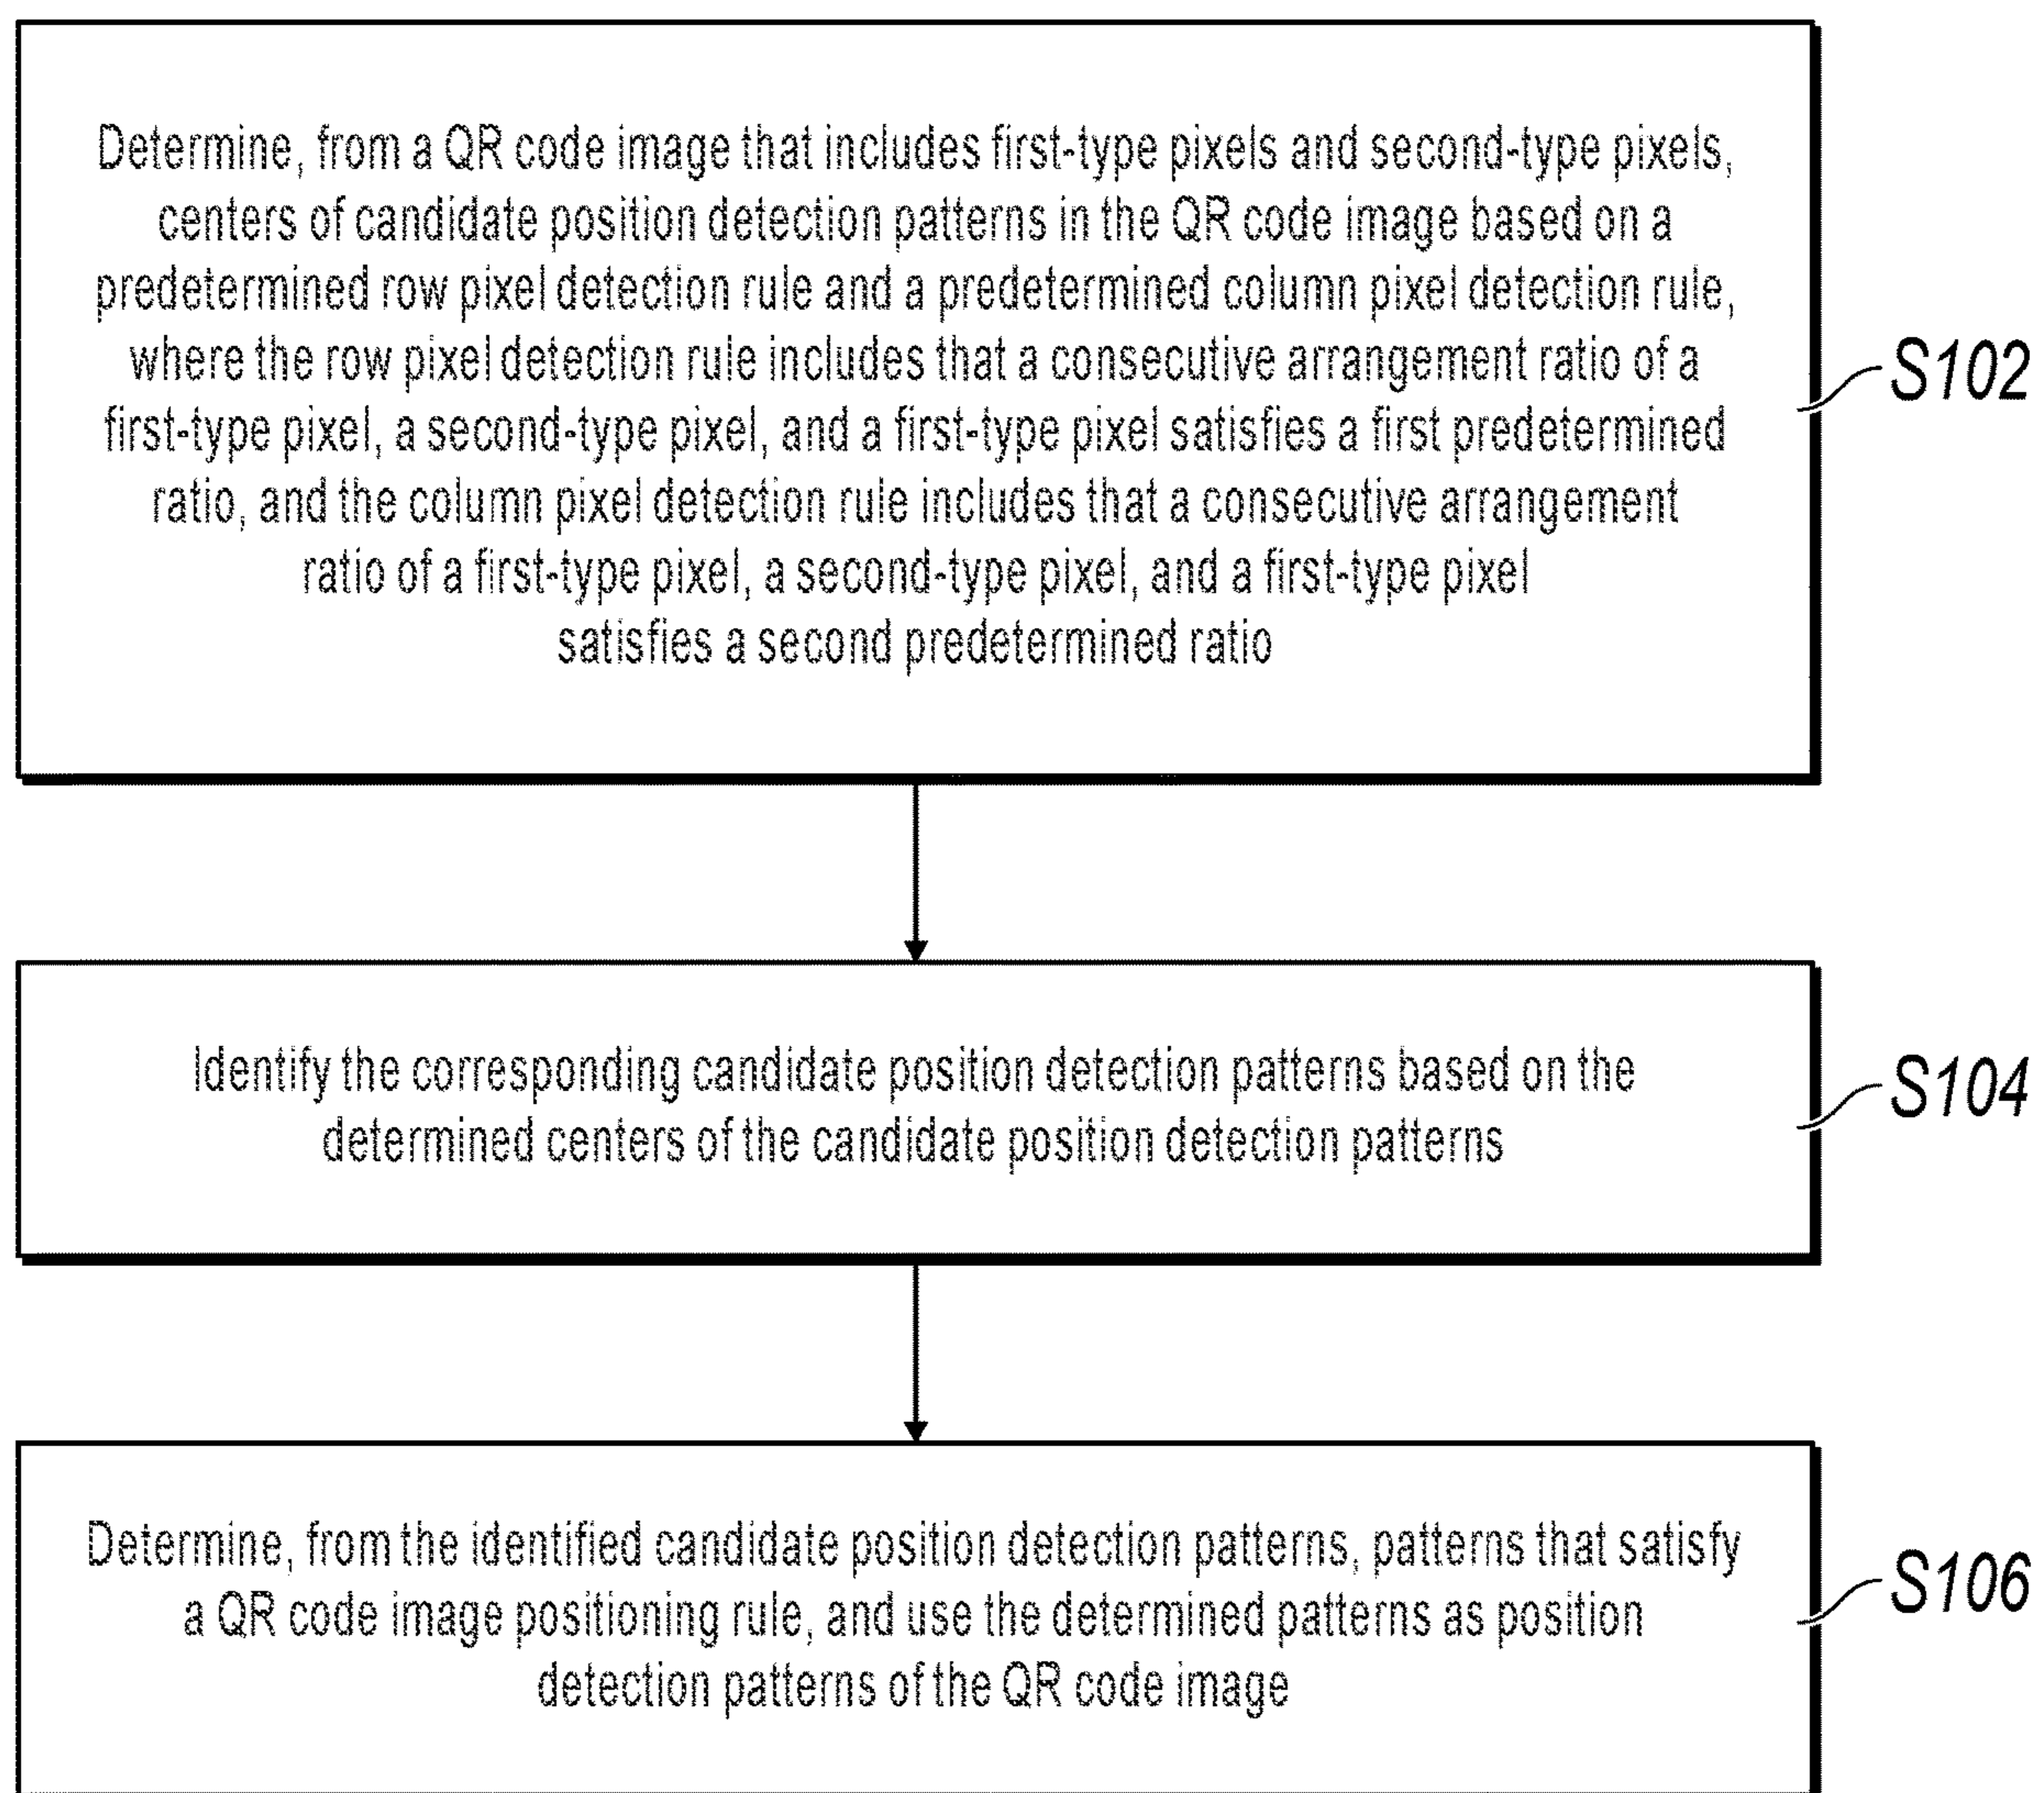 Determine, from a QR code image that includes first-type pixels and second-type pixels,
centers of candidate position detection patterns in the QR code image based on a
predetermined row pixel detection rule and a predetermined column pixel detection rule,
where the row pixel detection rule includes that a consecutive arrangement ratio of a
first-type pixel, a second-type pixel, and a first-type pixel satisfies a first predetermined
ratio, and the column pixel detection rule includes that a consecutive arrangement
ratio of a first-type pixel, a second-type pixel, and a first-type pixel
satisfies a second predetermined ratio
S102
Identify the corresponding candidate position detection patterns based on the
determined centers of the candidate position detection patterns
S104
Determine, from the identified candidate position detection patterns, patterns that satisfy
a QR code image positioning rule, and use the determined patterns as position
detection patterns of the QR code image
S106